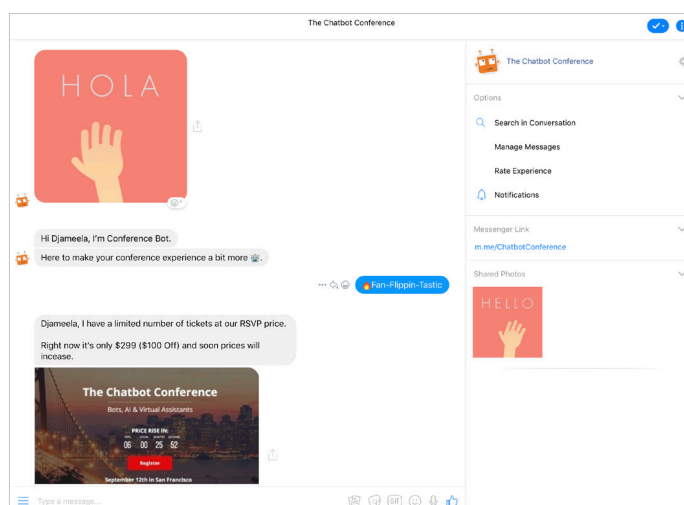 The Chatbot Conference
HOLA
Hi Djameela, I'm Conference Bot.
Here to make your conference experience a bit more 🤖.
🔥Fan-Flippin-Tastic
Djameela, I have a limited number of tickets at our RSVP price.
Right now it's only $299 ($100 Off) and soon prices will
incease.
The Chatbot Conference
Bots, Ai & Virtual Assistants
PRICE RISE IN:
06 00 25 52
Register
September 12th in San Francisco
Type a message...
GIF
The Chatbot Conference
Options
Search in Conversation
Manage Messages
Rate Experience
Notifications
Messenger Link
m.me/ChatbotConference
Shared Photos
HELLO